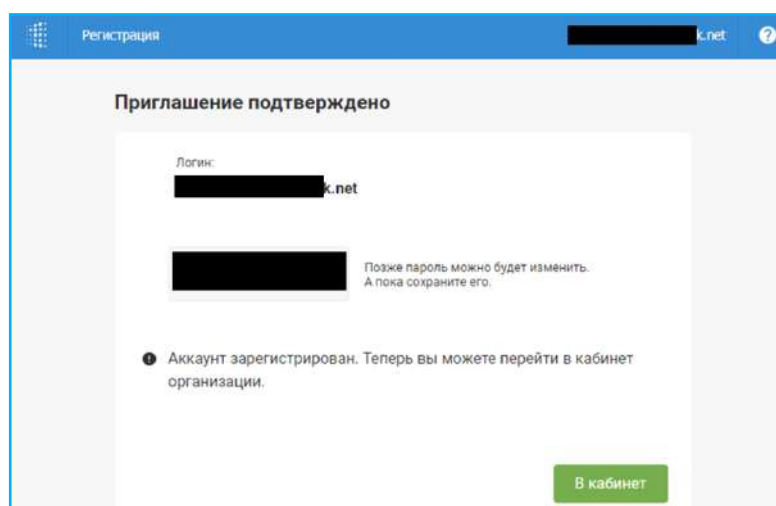 Регистрация
k.net
?
Приглашение подтверждено
Логин:
k.net
Позже пароль можно будет изменить.
А пока сохраните его.
Аккаунт зарегистрирован. Теперь вы можете перейти в кабинет
организации.
В кабинет